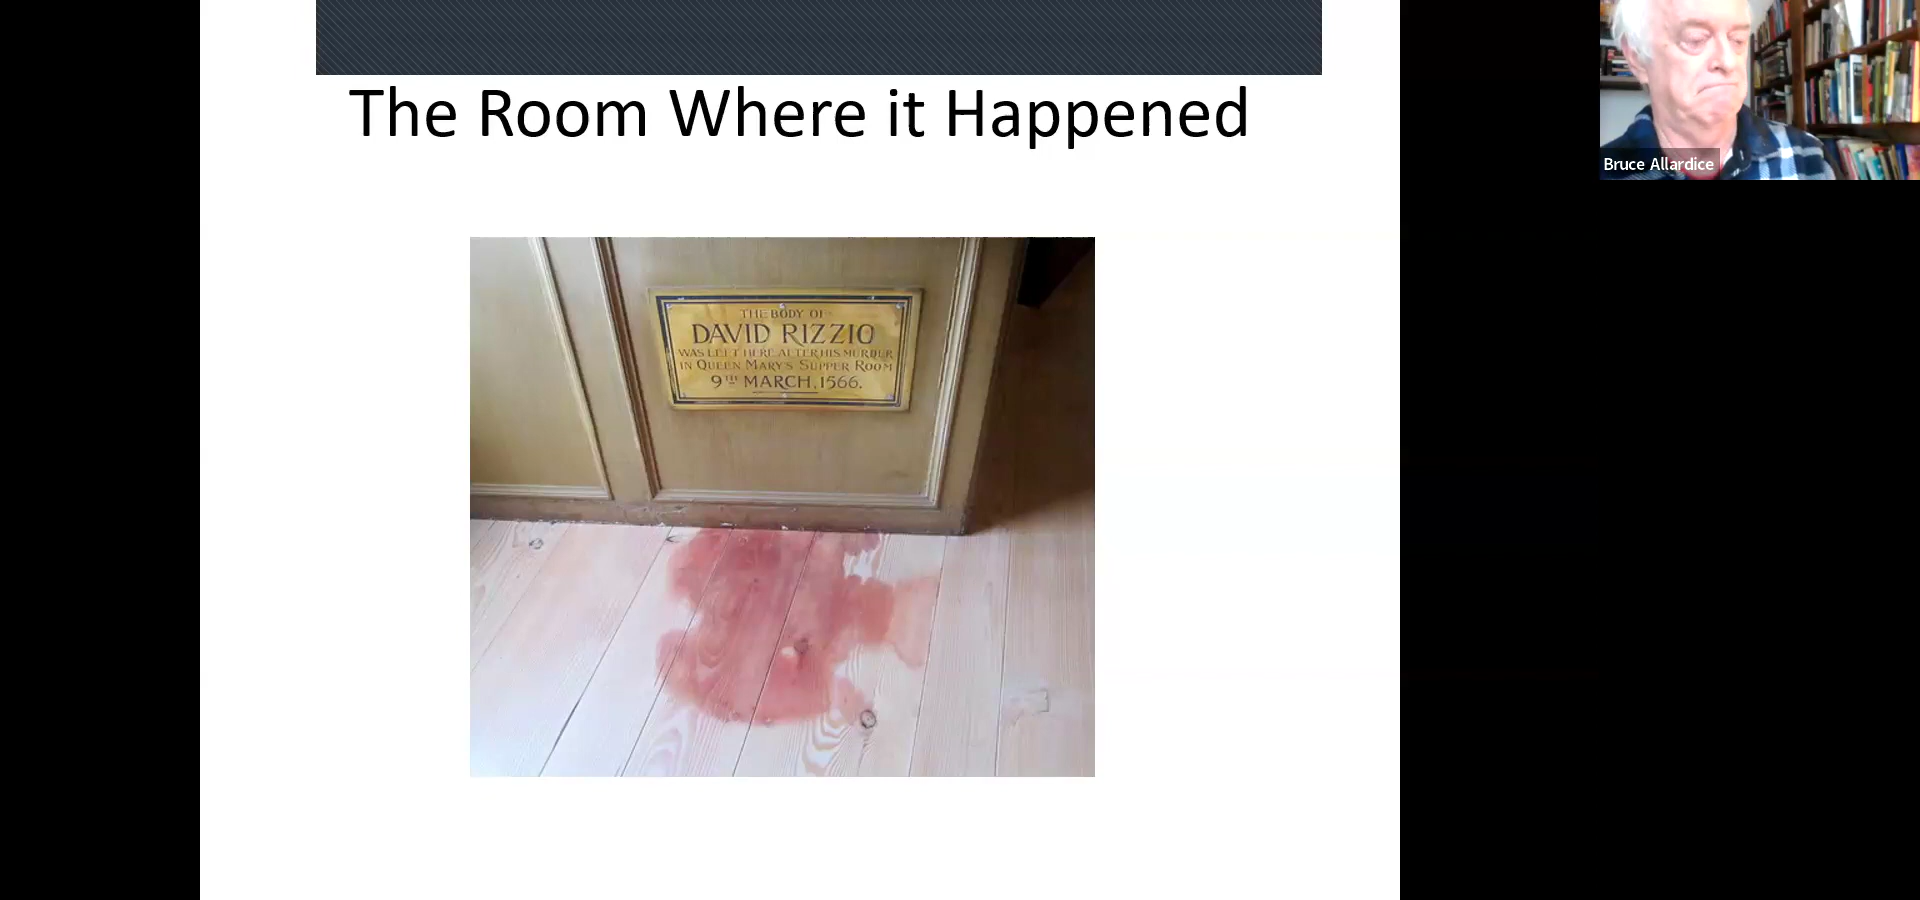 The Room Where it Happened
Bruce Allardice
THE BODY OF
DAVID RIZZIO
WAS LEFT HERE AFTER HIS MURDER
IN QUEEN MARY'S SUPPER ROOM
9TH MARCH, 1566.